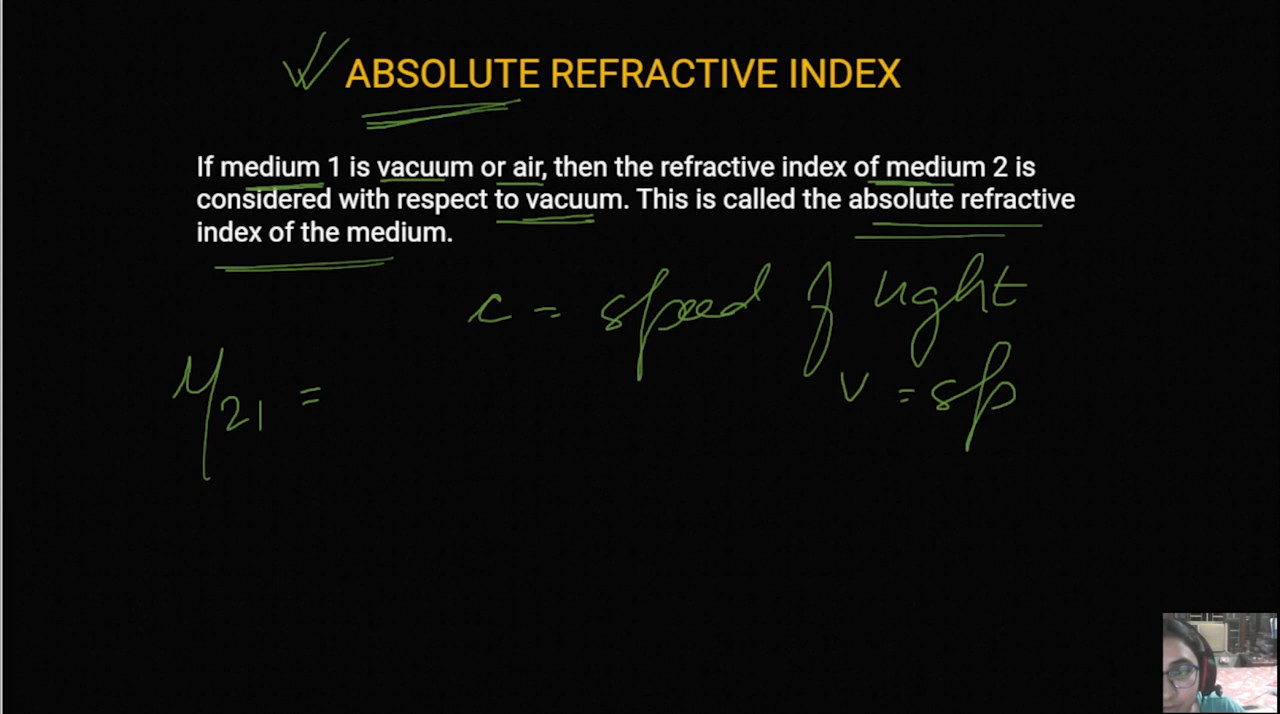 ABSOLUTE REFRACTIVE INDEX
If medium 1 is vacuum or air, then the refractive index of medium 2 is
considered with respect to vacuum. This is called the absolute refractive
index of the medium.
c = speed of light
μ21 =
v = sp